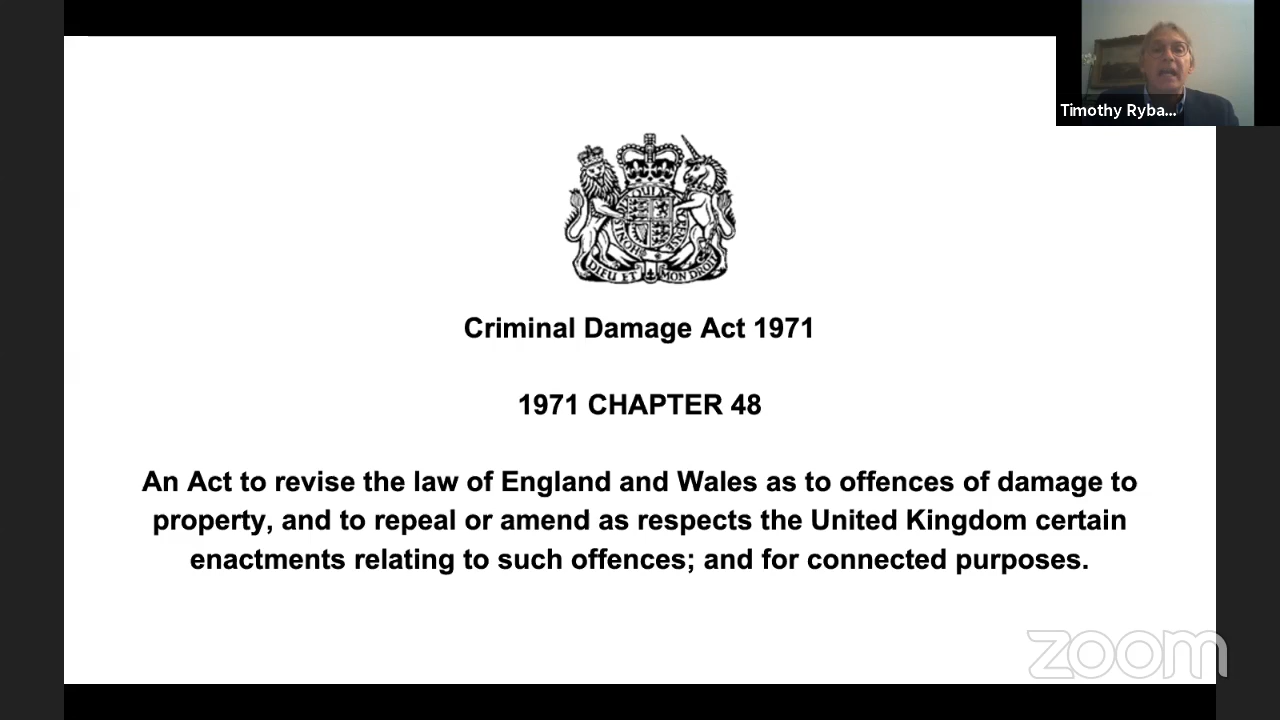 Timothy Ryba...
QUI
HONI
DIEU ET
MON DROIT
Criminal Damage Act 1971
1971 CHAPTER 48
An Act to revise the law of England and Wales as to offences of damage to
property, and to repeal or amend as respects the United Kingdom certain
enactments relating to such offences; and for connected purposes.
zoom